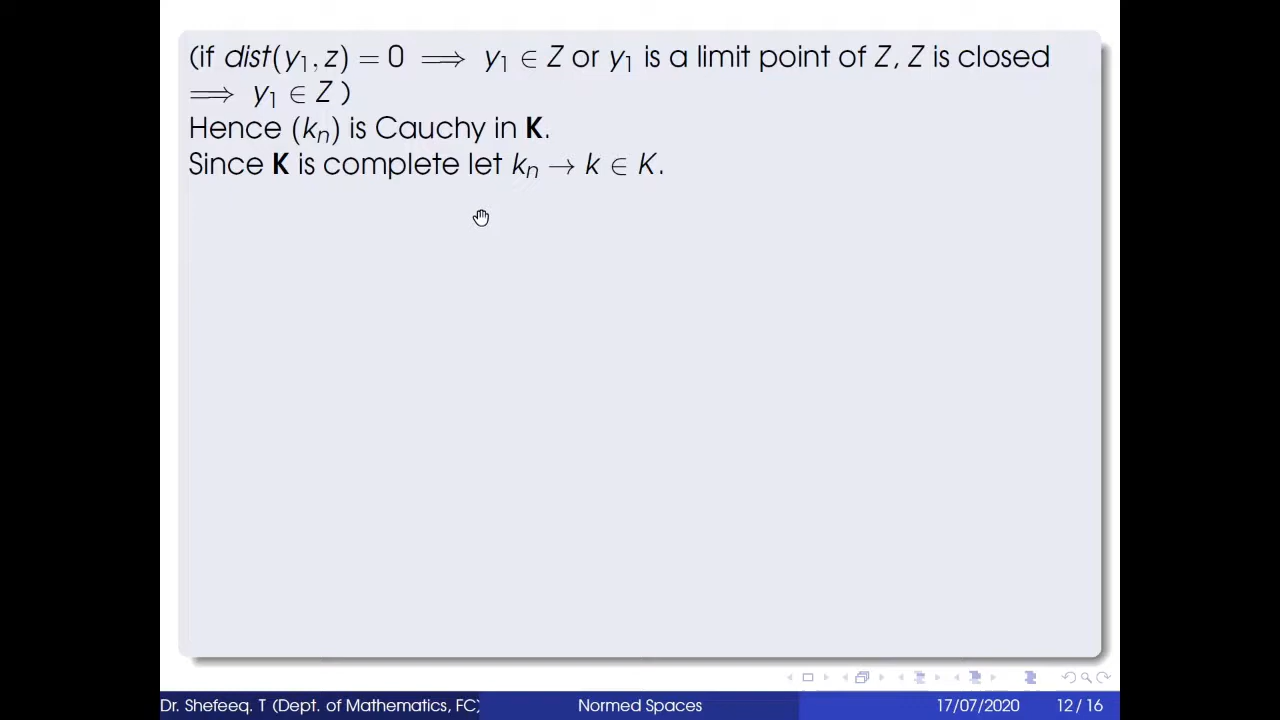 (if dist(y₁, z) = 0 ⟹ y₁ ∈ Z or y₁ is a limit point of Z, Z is closed
⟹ y₁ ∈ Z )
Hence (kₙ) is Cauchy in K.
Since K is complete let kₙ → k ∈ K.
Dr. Shefeeq. T (Dept. of Mathematics, FC) Normed Spaces 17/07/2020 12 / 16